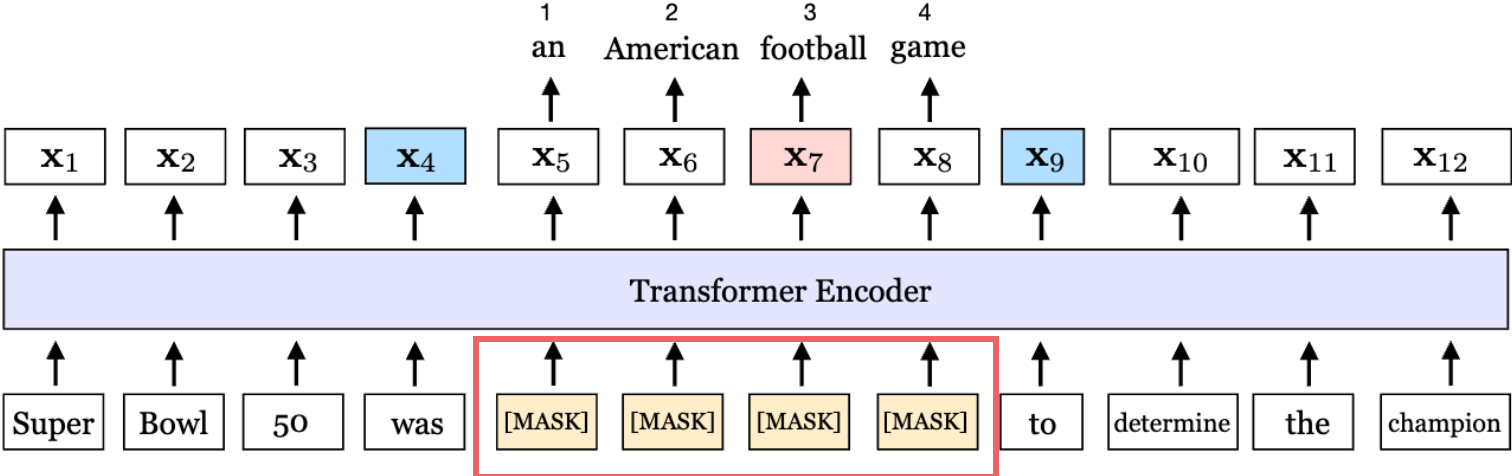 1 2 3 4
an American football game
x₁ x₂ x₃ x₄ x₅ x₆ x₇ x₈ x₉ x₁₀ x₁₁ x₁₂
Transformer Encoder
Super Bowl 50 was [MASK] [MASK] [MASK] [MASK] to determine the champion